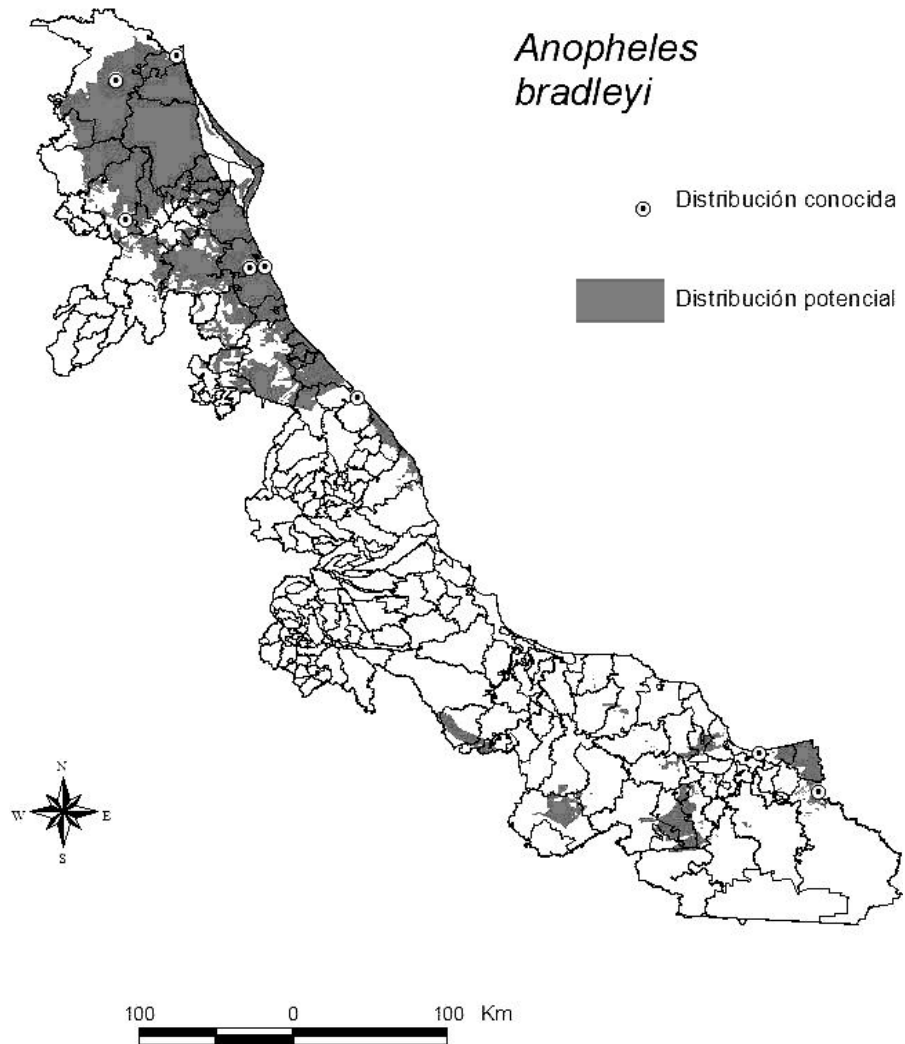 Anopheles
bradleyi
Distribución conocida
Distribución potencial
N
W E
S
100 0 100 Km